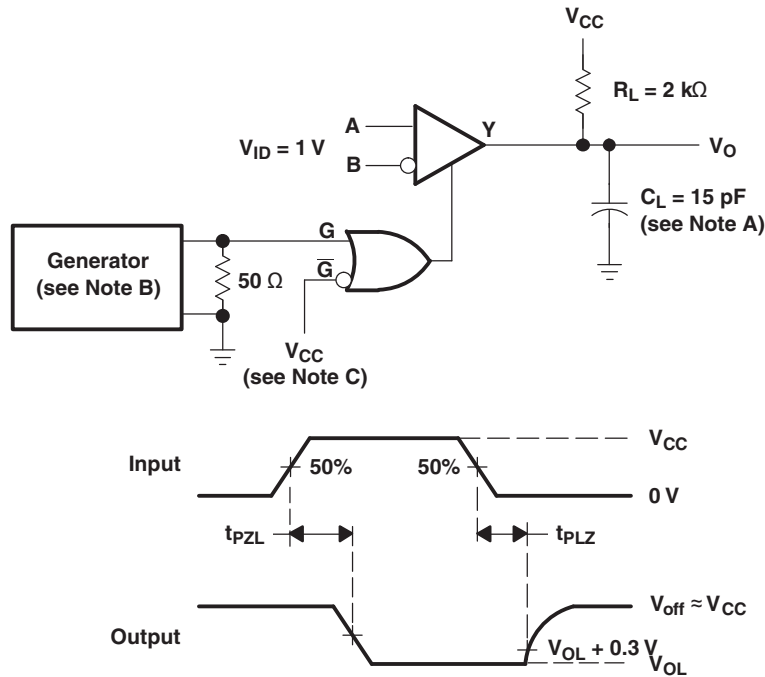 VCC
RL = 2 kΩ
A
Y
VID = 1 V
B
VO
CL = 15 pF
(see Note A)
G
Generator
(see Note B)
G̅
50 Ω
VCC
(see Note C)
VCC
Input
50%
50%
0 V
tPZL
tPLZ
Voff ≈ VCC
Output
VOL + 0.3 V
VOL